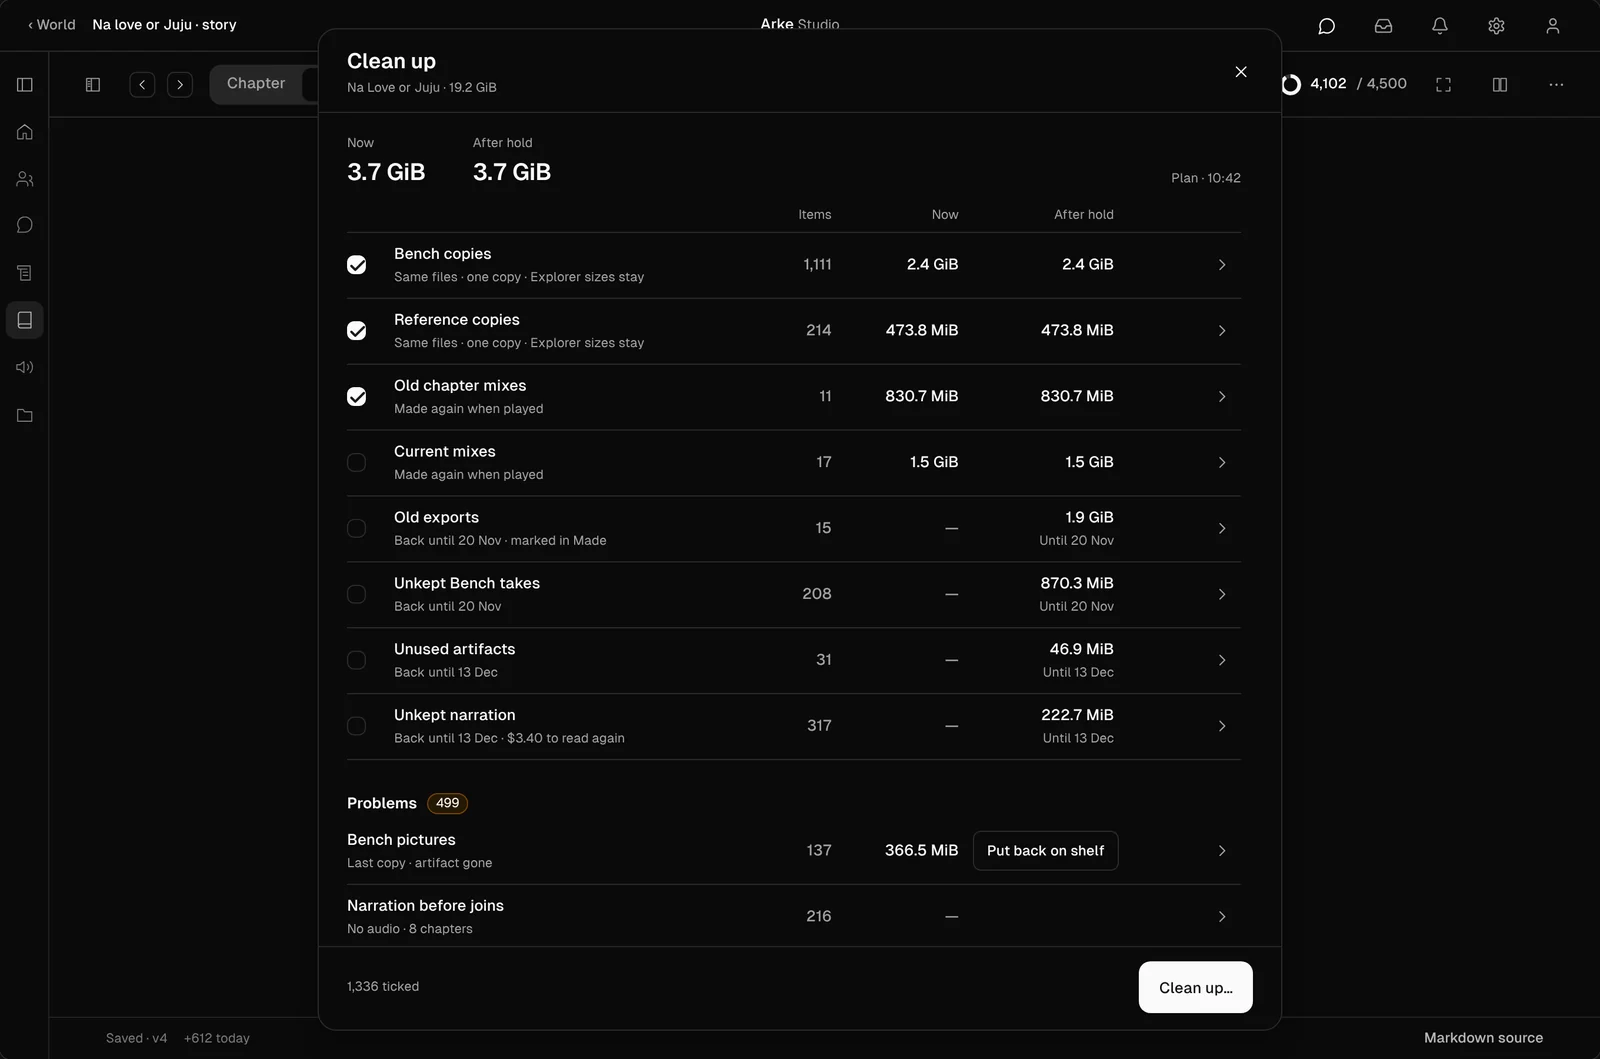 ‹ World
Na love or Juju · story
Arke Studio
Chapter
4,102 / 4,500
Clean up
Na Love or Juju · 19.2 GiB
Now
After hold
3.7 GiB
3.7 GiB
Plan · 10:42
Items
Now
After hold
Bench copies
Same files · one copy · Explorer sizes stay
1,111
2.4 GiB
2.4 GiB
Reference copies
Same files · one copy · Explorer sizes stay
214
473.8 MiB
473.8 MiB
Old chapter mixes
Made again when played
11
830.7 MiB
830.7 MiB
Current mixes
Made again when played
17
1.5 GiB
1.5 GiB
Old exports
Back until 20 Nov · marked in Made
15
—
1.9 GiB
Until 20 Nov
Unkept Bench takes
Back until 20 Nov
208
—
870.3 MiB
Until 20 Nov
Unused artifacts
Back until 13 Dec
31
—
46.9 MiB
Until 13 Dec
Unkept narration
Back until 13 Dec · $3.40 to read again
317
—
222.7 MiB
Until 13 Dec
Problems 499
Bench pictures
Last copy · artifact gone
137
366.5 MiB
Put back on shelf
Narration before joins
No audio · 8 chapters
216
—
1,336 ticked
Clean up…
Saved · v4
+612 today
Markdown source